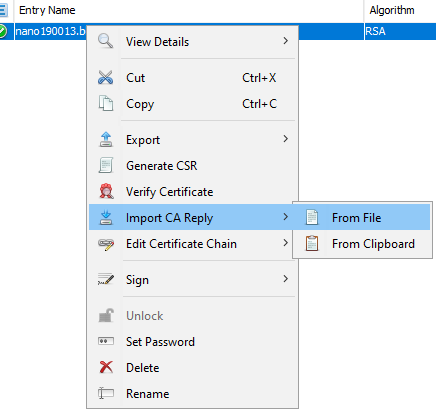 Entry Name Algorithm
nano190013.b RSA
View Details
Cut Ctrl+X
Copy Ctrl+C
Export
Generate CSR
Verify Certificate
Import CA Reply
From File
Edit Certificate Chain
From Clipboard
Sign
Unlock
Set Password
Delete
Rename